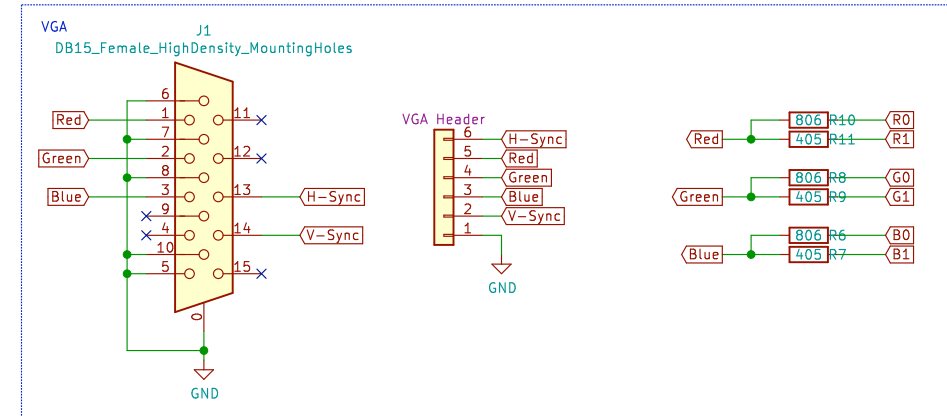 VGA
J1
DB15_Female_HighDensity_MountingHoles
6
Red 1 11
7
Green 2 12
8
Blue 3 13 H-Sync
9
4 14 V-Sync
10
5 15
0
GND
VGA Header
6 H-Sync
5 Red
4 Green
3 Blue
2 V-Sync
1
GND
806 R10 R0
Red 405 R11 R1
806 R8 G0
Green 405 R9 G1
806 R6 B0
Blue 405 R7 B1